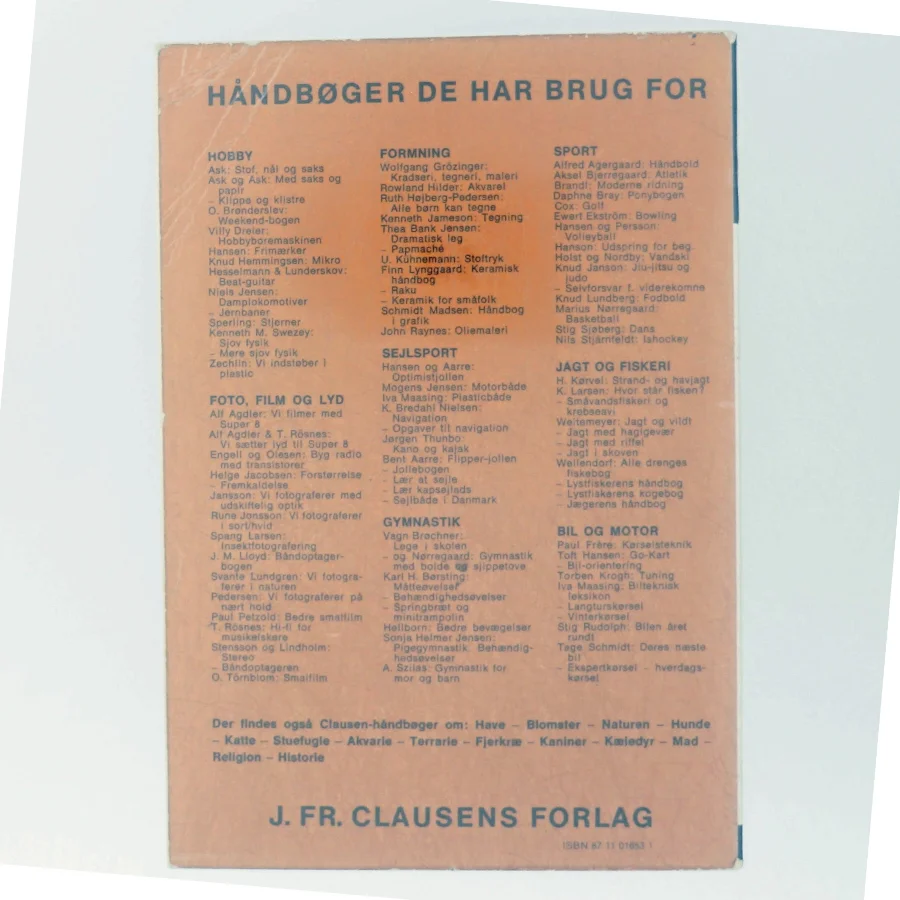 HÅNDBØGER DE HAR BRUG FOR
HOBBY
Ask: Stof, nål og saks
Ask og Ask: Med saks og
papir
– Klippe og klistre
O. Brønderslev:
Weekend-bogen
Villy Dreier:
Hobbyboremaskinen
Hansen: Frimærker
Knud Hemmingsen: Mikro
Hesselmann & Lunderskov:
Beat-guitar
Niels Jensen:
Damplokomotiver
– Jernbaner
Sperling: Stjerner
Kenneth M. Swezey:
Sjov fysik
– Mere sjov fysik
Zechlin: Vi indstøber i
plastic
FOTO, FILM OG LYD
Alf Agdler: Vi filmer med
Super 8
Alf Agdler & T. Rösnes:
Vi sætter lyd til Super 8
Engell og Olesen: Byg radio
med transistorer
Helge Jacobsen: Forstørrelse
– Fremkaldelse
Jansson: Vi fotograferer med
udskiftelig optik
Rune Jonsson: Vi fotograferer
i sort/hvid
Spang Larsen:
Insektfotografering
J. M. Lloyd: Båndoptager-
bogen
Svante Lundgren: Vi fotogra-
ferer i naturen
Pedersen: Vi fotograferer på
nært hold
Paul Petzold: Bedre smalfilm
T. Rösnes: Hi-fi for
musikelskere
Stensson og Lindholm:
Stereo
– Båndoptageren
O. Törnblom: Smalfilm
FORMNING
Wolfgang Grözinger:
Kradseri, tegneri, maleri
Rowland Hilder: Akvarel
Ruth Højberg-Pedersen:
Alle børn kan tegne
Kenneth Jameson: Tegning
Thea Bank Jensen:
Dramatisk leg
– Papmaché
U. Kühnemann: Stoftryk
Finn Lynggaard: Keramisk
håndbog
– Raku
– Keramik for småfolk
Schmidt Madsen: Håndbog
i grafik
John Raynes: Oliemaleri
SEJLSPORT
Hansen og Aarre:
Optimistjollen
Mogens Jensen: Motorbåde
Iva Maasing: Plasticbåde
K. Bredahl Nielsen:
Navigation
– Opgaver til navigation
Jørgen Thunbo:
Kano og kajak
Bent Aarre: Flipper-jollen
– Jollebogen
– Lær at sejle
– Lær kapsejlads
– Sejlbåde i Danmark
GYMNASTIK
Vagn Brochner:
Lege i skolen
– og Nørregaard: Gymnastik
med bolde sjippetove
Karl H. Børsting:
Måtteøvelser
– Behændighedsøvelser
– Springbræt og
minitrampolin
Hellborn: Bedre bevægelser
Sonja Helmer Jensen:
Pigegymnastik. Behændig-
hedsøvelser
A. Szilas: Gymnastik for
mor og barn
SPORT
Alfred Agergaard: Håndbold
Aksel Bjerregaard: Atletik
Brandl: Moderne ridning
Daphne Bray: Ponybogen
Cox: Golf
Ewert Ekström: Bowling
Hansen og Persson:
Volleyball
Hanson: Udspring for beg.
Holst og Nordby: Vandski
Knud Janson: Jiu-jitsu og
judo
– Selvforsvar f. viderekomne
Knud Lundberg: Fodbold
Marius Nørregaard:
Basketball
Stig Sjøberg: Dans
Nils Stjärnfeldt: Ishockey
JAGT OG FISKERI
H. Kørvel: Strand- og havjagt
K. Larsen: Hvor står fisken?
– Småvandsfiskeri og
krebseavl
Weitemeyer: Jagt og vildt
– Jagt med haglgevær
– Jagt med riffel
– Jagt i skoven
Wellendorf: Alle drenges
fiskebog
– Lystfiskerens håndbog
– Lystfiskerens kogebog
– Jægerens håndbog
BIL OG MOTOR
Paul Frère: Kørselsteknik
Toft Hansen: Go-Kart
– Bil-orientering
Torben Krogh: Tuning
Iva Maasing: Bilteknisk
leksikon
– Langturskørsel
– Vinterkørsel
Stig Rudolph: Bilen året
rundt
Tage Schmidt: Deres næste
bil
– Ekspertkørsel – hverdags-
kørsel
Der findes også Clausen-håndbøger om: Have – Blomster – Naturen – Hunde
– Katte – Stuefugle – Akvarie – Terrarie – Fjerkræ – Kaniner – Kæledyr – Mad –
Religion – Historie
J. FR. CLAUSENS FORLAG
ISBN 87 11 01653 1